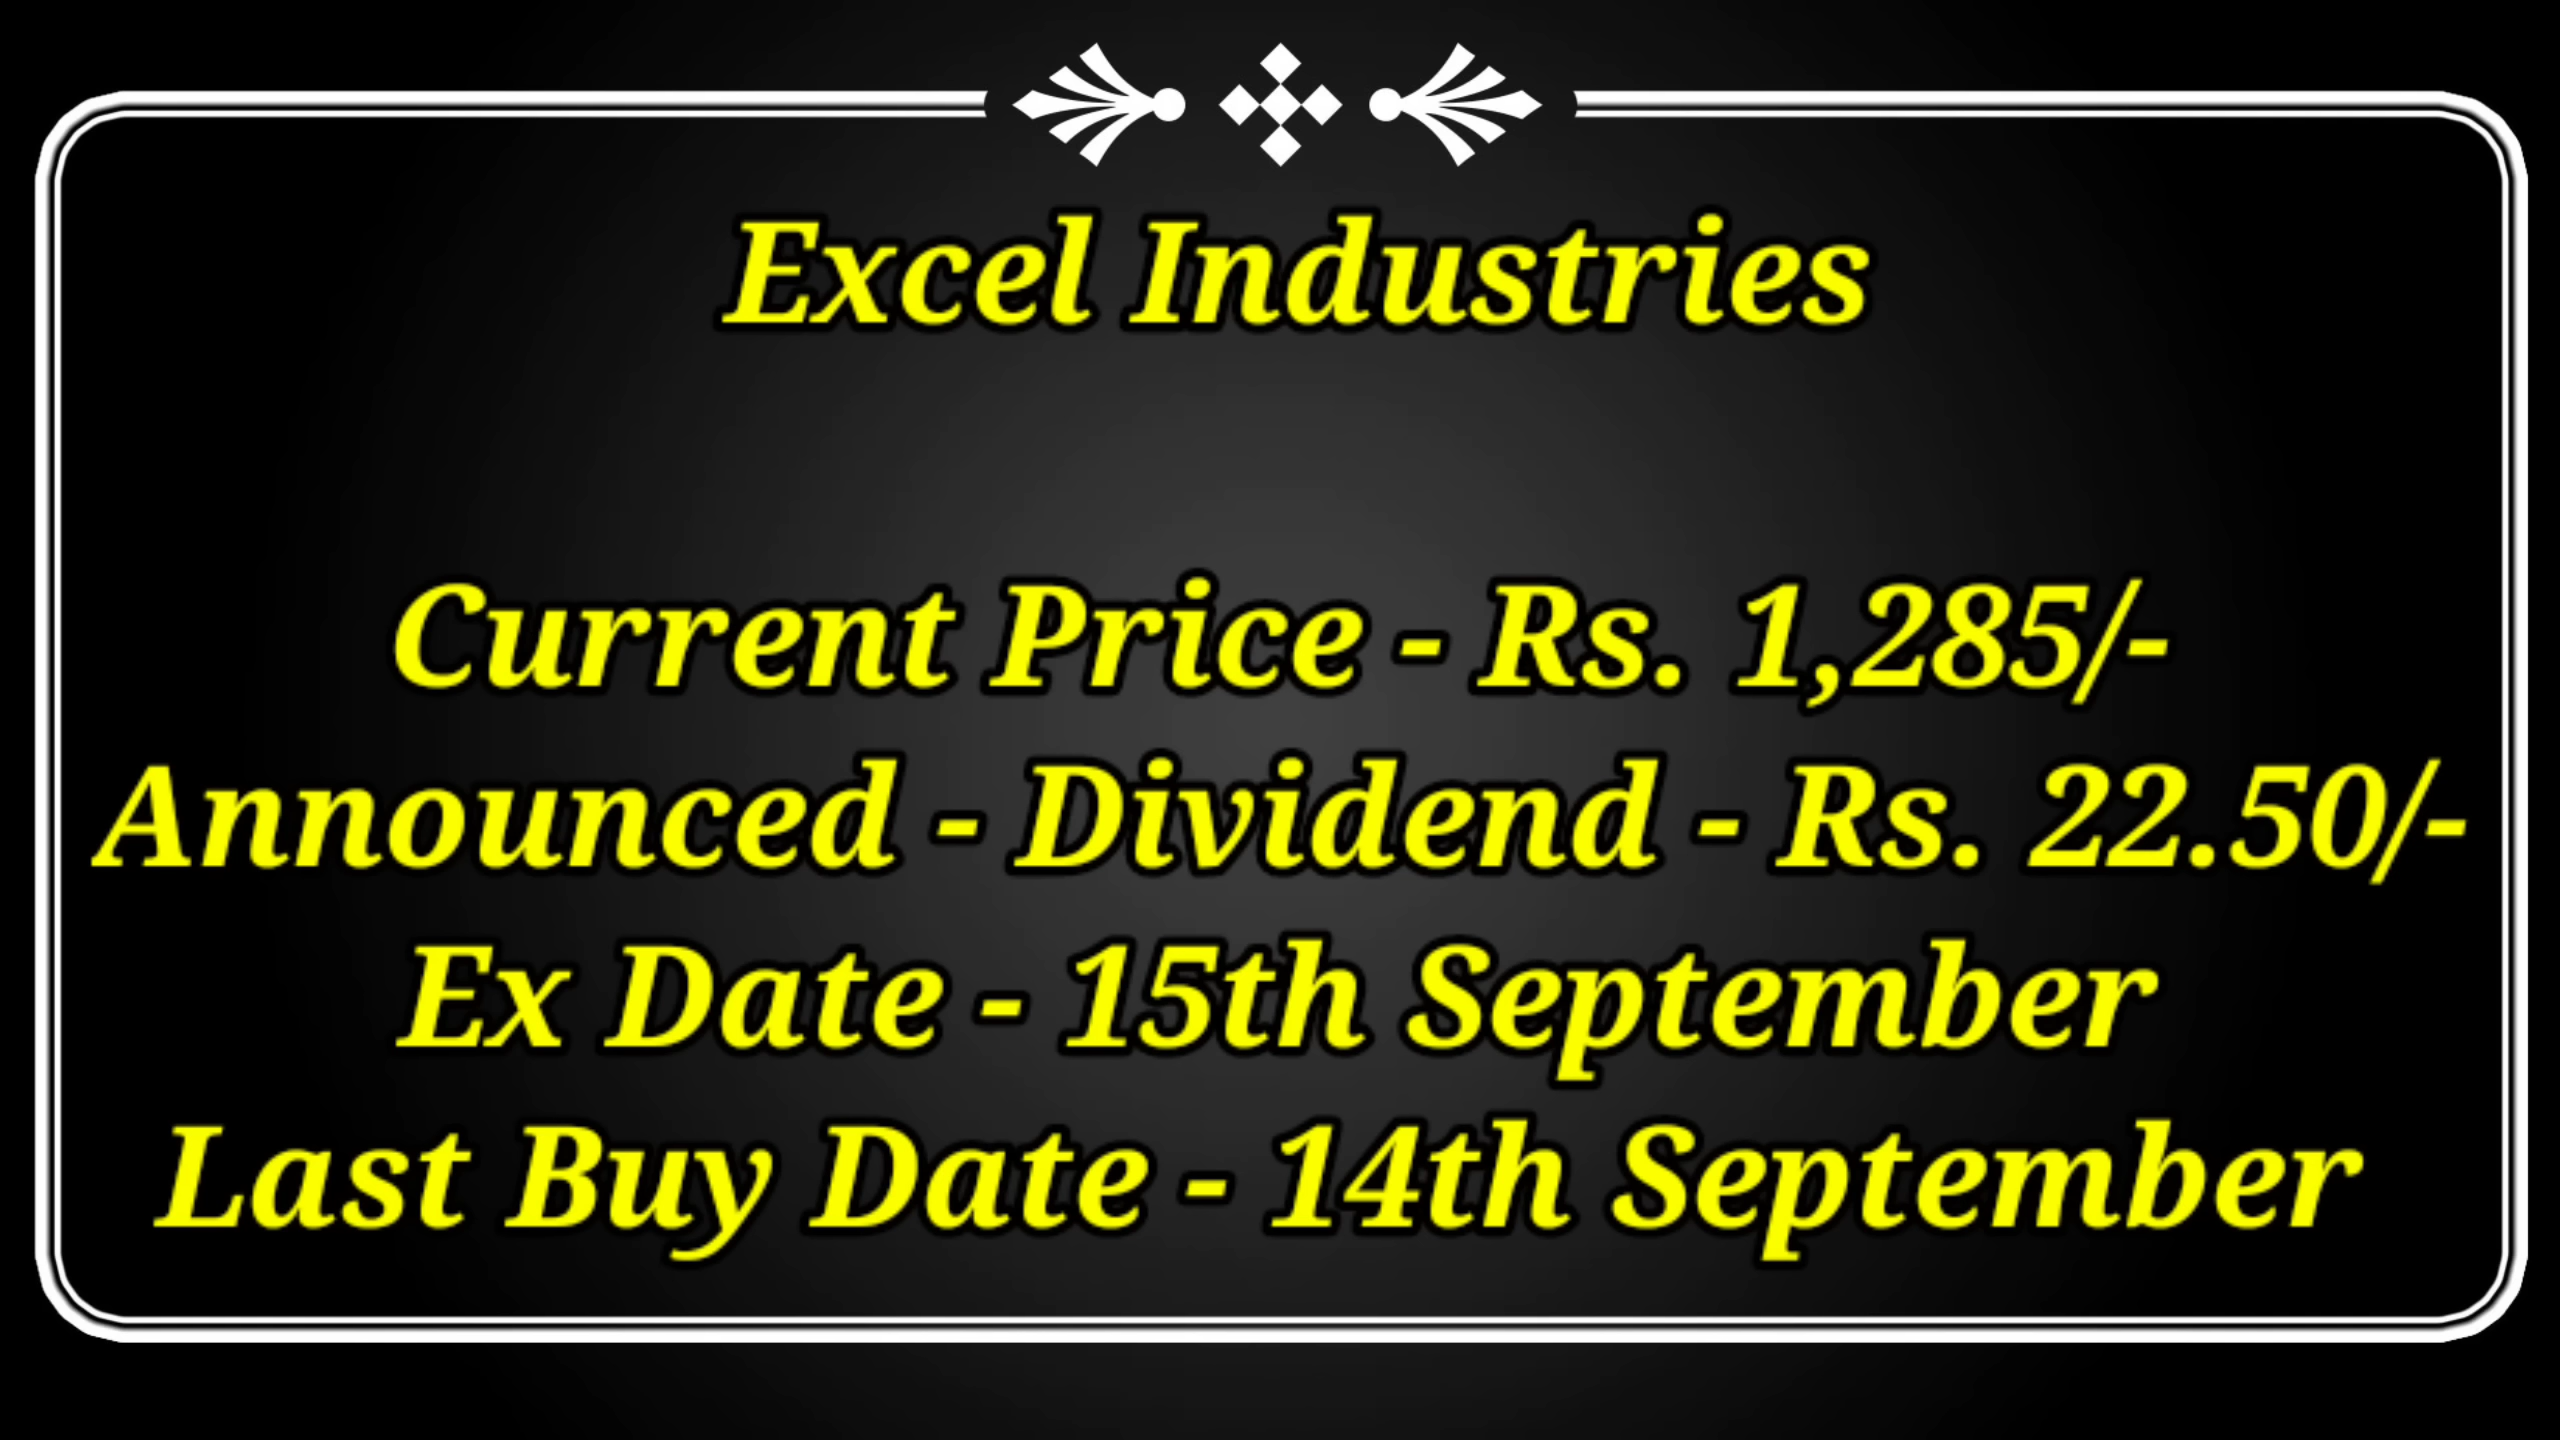 Excel Industries
Current Price - Rs. 1,285/-
Announced - Dividend - Rs. 22.50/-
Ex Date - 15th September
Last Buy Date - 14th September